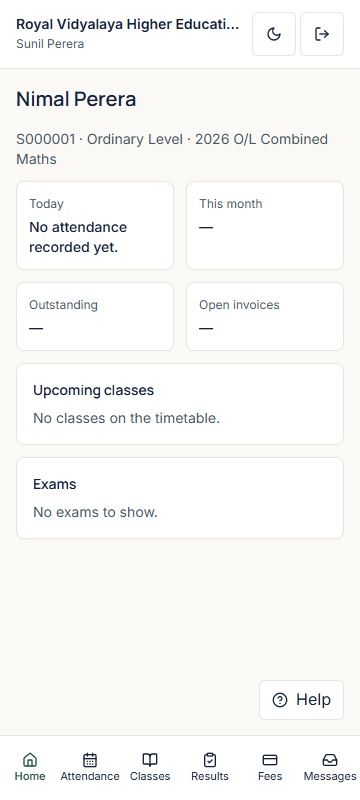 Royal Vidyalaya Higher Educati...
Sunil Perera
Nimal Perera
S000001 · Ordinary Level · 2026 O/L Combined
Maths
Today
No attendance
recorded yet.
This month
—
Outstanding
—
Open invoices
—
Upcoming classes
No classes on the timetable.
Exams
No exams to show.
Help
Home
Attendance
Classes
Results
Fees
Messages